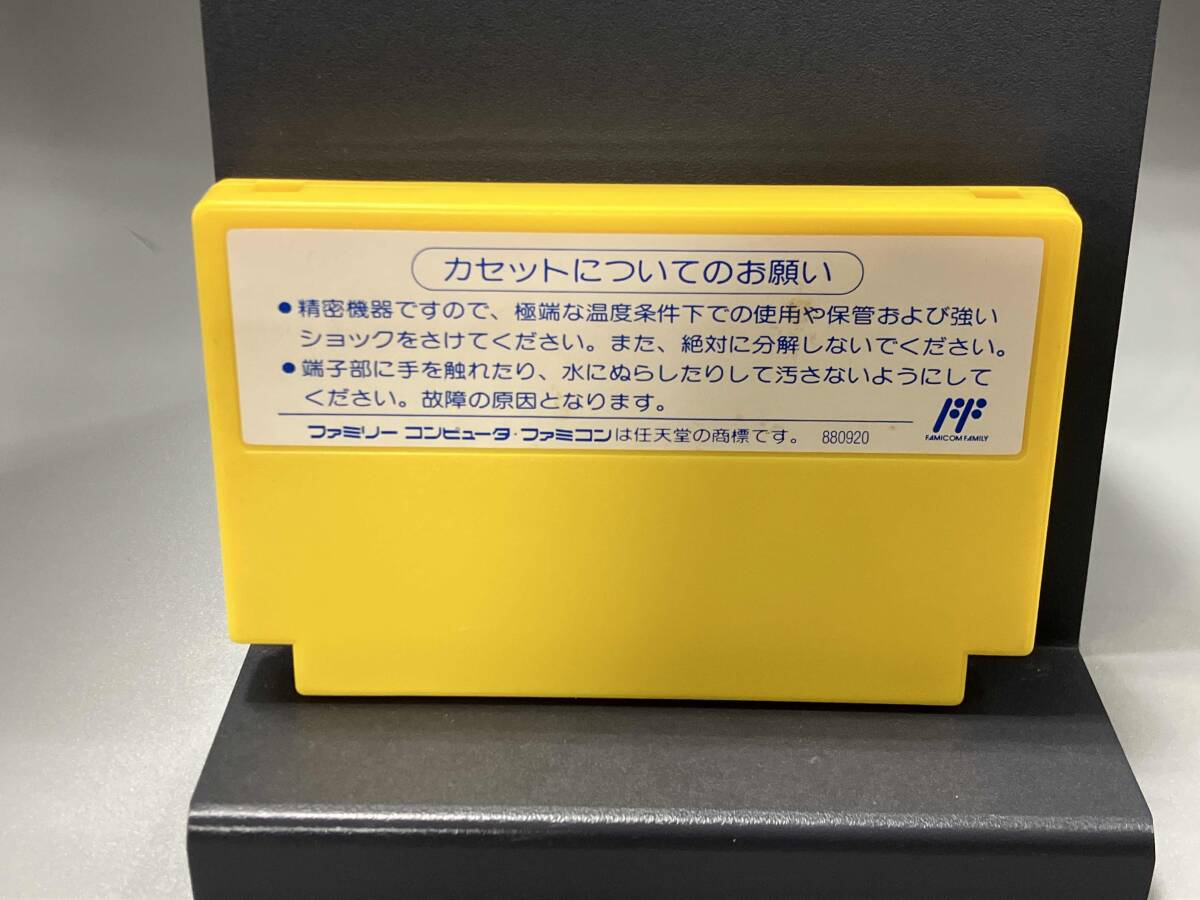 カセットについてのお願い
●精密機器ですので、極端な温度条件下での使用や保管および強い
ショックをさけてください。また、絶対に分解しないでください。
●端子部に手を触れたり、水にぬらしたりして汚さないようにして
ください。故障の原因となります。
ファミリーコンピュータ・ファミコンは任天堂の商標です。 880920
FAMICOM FAMILY